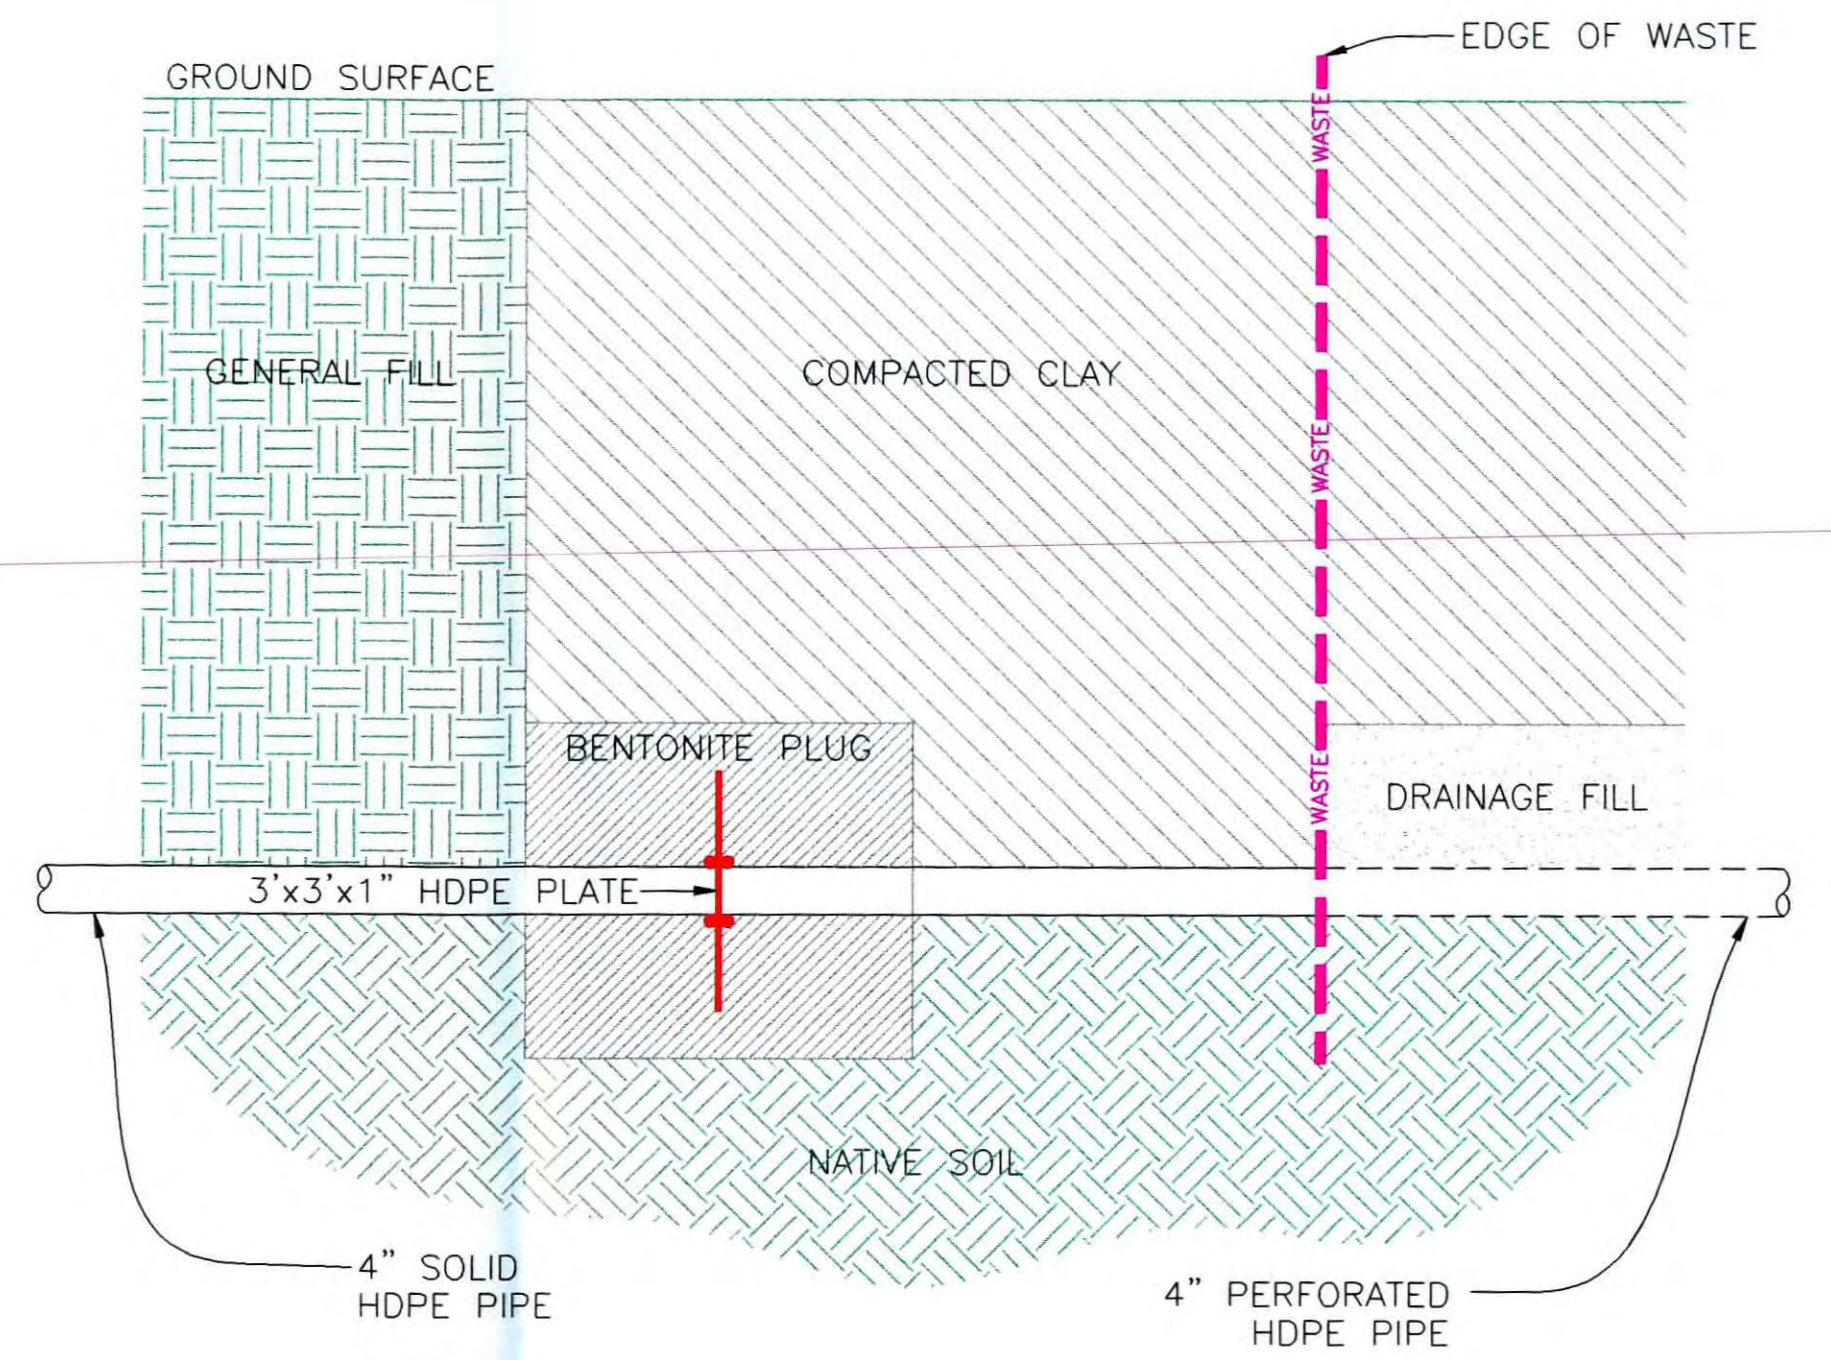 EDGE OF WASTE
GROUND SURFACE
WASTE
GENERAL FILL
COMPACTED CLAY
WASTE
BENTONITE PLUG
WASTE
DRAINAGE FILL
3'x3'x1" HDPE PLATE
NATIVE SOIL
4" SOLID
HDPE PIPE
4" PERFORATED
HDPE PIPE